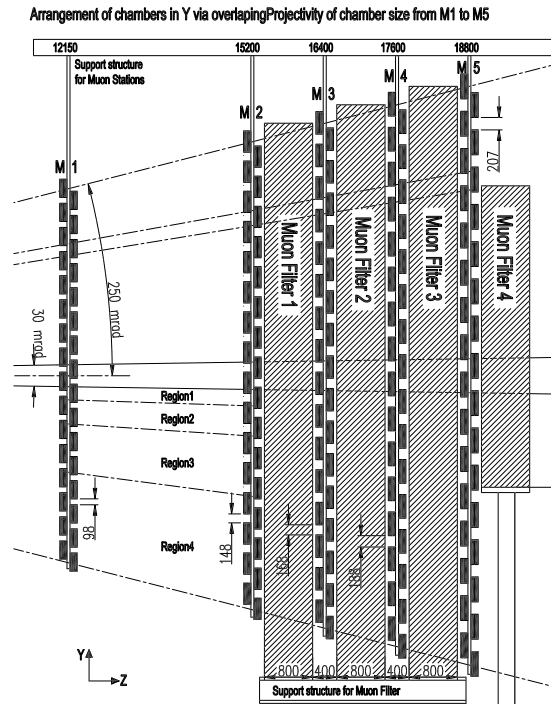 Arrangement of chambers in Y via overlapingProjectivity of chamber size from M1 to M5
12150 15200 16400 17600 18800
Support structure
for Muon Stations
M 1
M 2
M 3
M 4
M 5
207
Muon Filter 1
Muon Filter 2
Muon Filter 3
Muon Filter 4
250 mrad
30 mrad
Region1
Region2
Region3
Region4
98
148
188
Y
Z
800 400 800 400 800
Support structure for Muon Filter